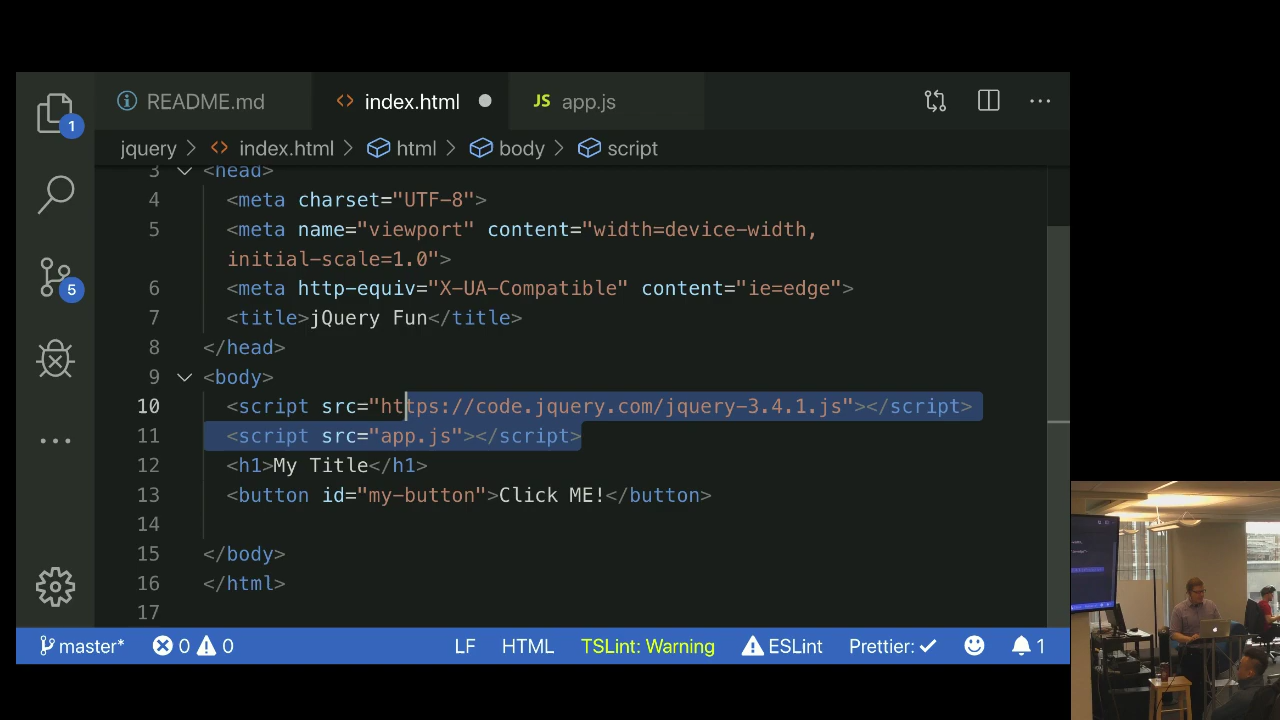 README.md
index.html
JS app.js
jquery > index.html > html > body > script
1
5
3 <head>
4 <meta charset="UTF-8">
5 <meta name="viewport" content="width=device-width,
initial-scale=1.0">
6 <meta http-equiv="X-UA-Compatible" content="ie=edge">
7 <title>jQuery Fun</title>
8 </head>
9 <body>
10 <script src="https://code.jquery.com/jquery-3.4.1.js"></script>
11 <script src="app.js"></script>
12 <h1>My Title</h1>
13 <button id="my-button">Click ME!</button>
14
15 </body>
16 </html>
17
master* 0 0 LF HTML TSLint: Warning ESLint Prettier: 1